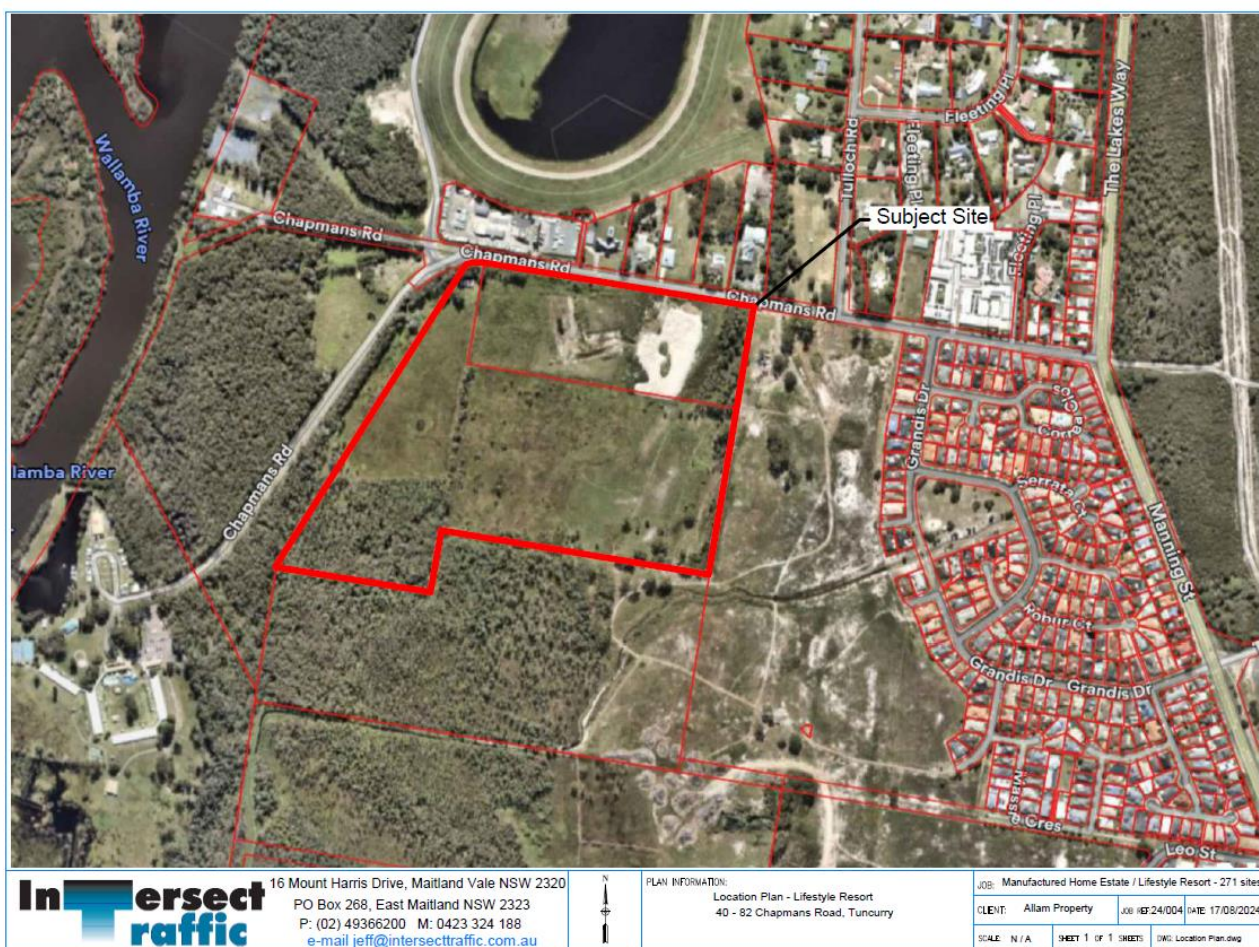 Wallamba River
Chapmans Rd
Chapmans Rd
Chapmans Rd
Subject Site
Tulloch Rd
Fleeting Pl
Fleeting Pl
Fleeting Pl
The Lakes Way
Chapmans Rd
lamba River
Grandis Dr
Correa Clos
Serrata Cr
Manning St
Robur Ct
Grandis Dr
Grandis Dr
Masse
e Cres
Leo St
Intersect
Traffic
16 Mount Harris Drive, Maitland Vale NSW 2320
PO Box 268, East Maitland NSW 2323
P: (02) 49366200 M: 0423 324 188
e-mail jeff@intersecttraffic.com.au
N
PLAN INFORMATION:
Location Plan - Lifestyle Resort
40 - 82 Chapmans Road, Tuncurry
JOB: Manufactured Home Estate / Lifestyle Resort - 271 sites
CLIENT: Allam Property
JOB REF: 24/004
DATE: 17/08/2024
SCALE: N / A
SHEET 1 OF 1 SHEETS
DWG: Location Plan.dwg